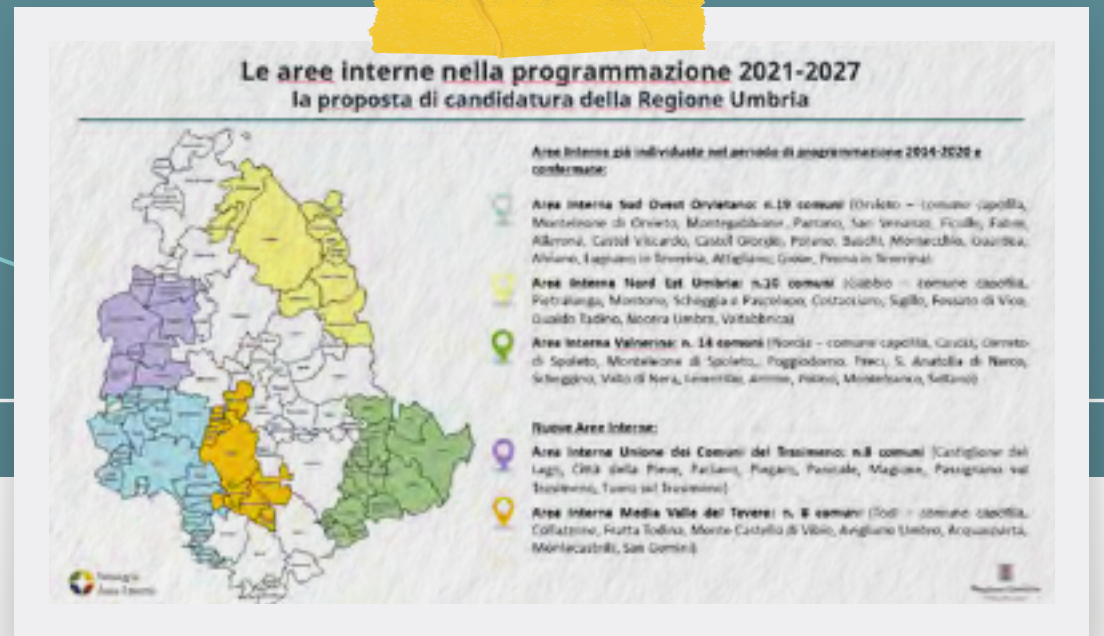 Le aree interne nella programmazione 2021-2027
la proposta di candidatura della Regione Umbria
Aree Interne già individuate nel periodo di programmazione 2014-2020 e
confermate:
Area Interna Sud Ovest Orvietano: n.19 comuni (Orvieto – comune capofila,
Monteleone di Orvieto, Montegabbione, Parrano, San Venanzo, Ficulle, Fabro,
Allerona, Castel Viscardo, Castel Giorgio, Porano, Baschi, Montecchio, Guardea,
Alviano, Lugnano in Teverina, Attigliano, Giove, Penna in Teverina)
Area Interna Nord Est Umbria: n.10 comuni (Gubbio – comune capofila,
Pietralunga, Montone, Scheggia e Pascelupo, Costacciaro, Sigillo, Fossato di Vico,
Gualdo Tadino, Nocera Umbra, Valfabbrica)
Area Interna Valnerina: n. 14 comuni (Norcia – comune capofila, Cascia, Cerreto
di Spoleto, Monteleone di Spoleto, Poggiodomo, Preci, S. Anatolia di Narco,
Scheggino, Vallo di Nera, Ferentillo, Arrone, Polino, Montefranco, Sellano)
Nuove Aree Interne:
Area Interna Unione dei Comuni del Trasimeno: n.8 comuni (Castiglione del
Lago, Città della Pieve, Paciano, Piegaro, Panicale, Magione, Passignano sul
Trasimeno, Tuoro sul Trasimeno)
Area Interna Media Valle del Tevere: n. 8 comuni (Todi – comune capofila,
Collazzone, Fratta Todina, Monte Castello di Vibio, Avigliano Umbro, Acquasparta,
Montecastrilli, San Gemini)
Regione Umbria